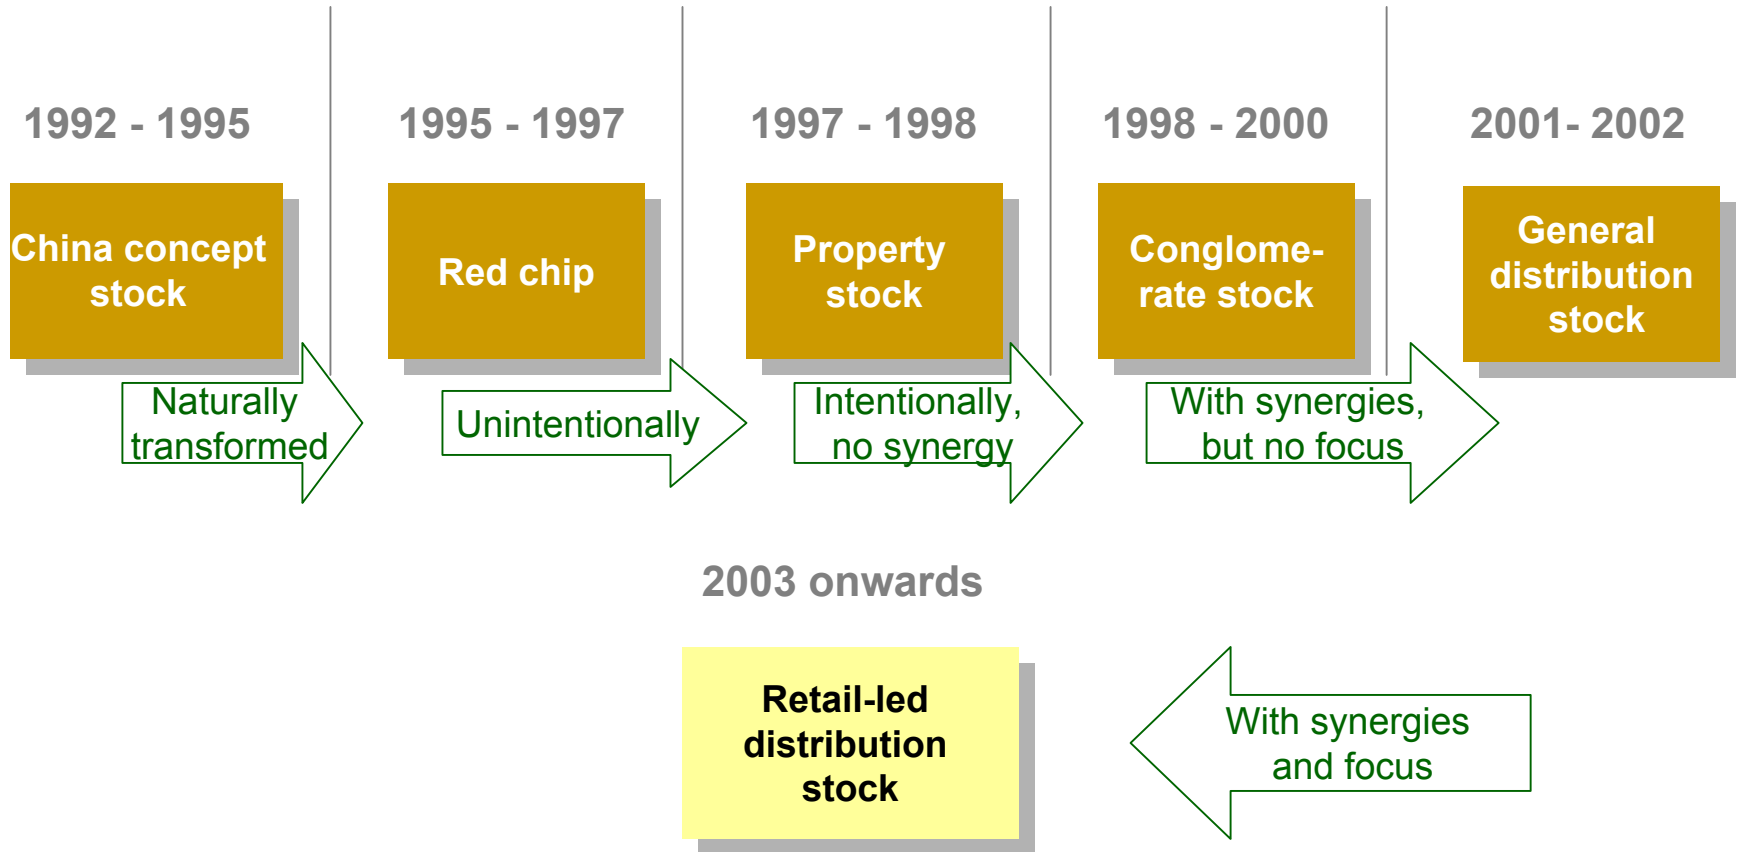 1992 - 1995
1995 - 1997
1997 - 1998
1998 - 2000
2001- 2002
China concept
stock
Red chip
Property
stock
Conglome-
rate stock
General
distribution
stock
Naturally
transformed
Unintentionally
Intentionally,
no synergy
With synergies,
but no focus
2003 onwards
Retail-led
distribution
stock
With synergies
and focus